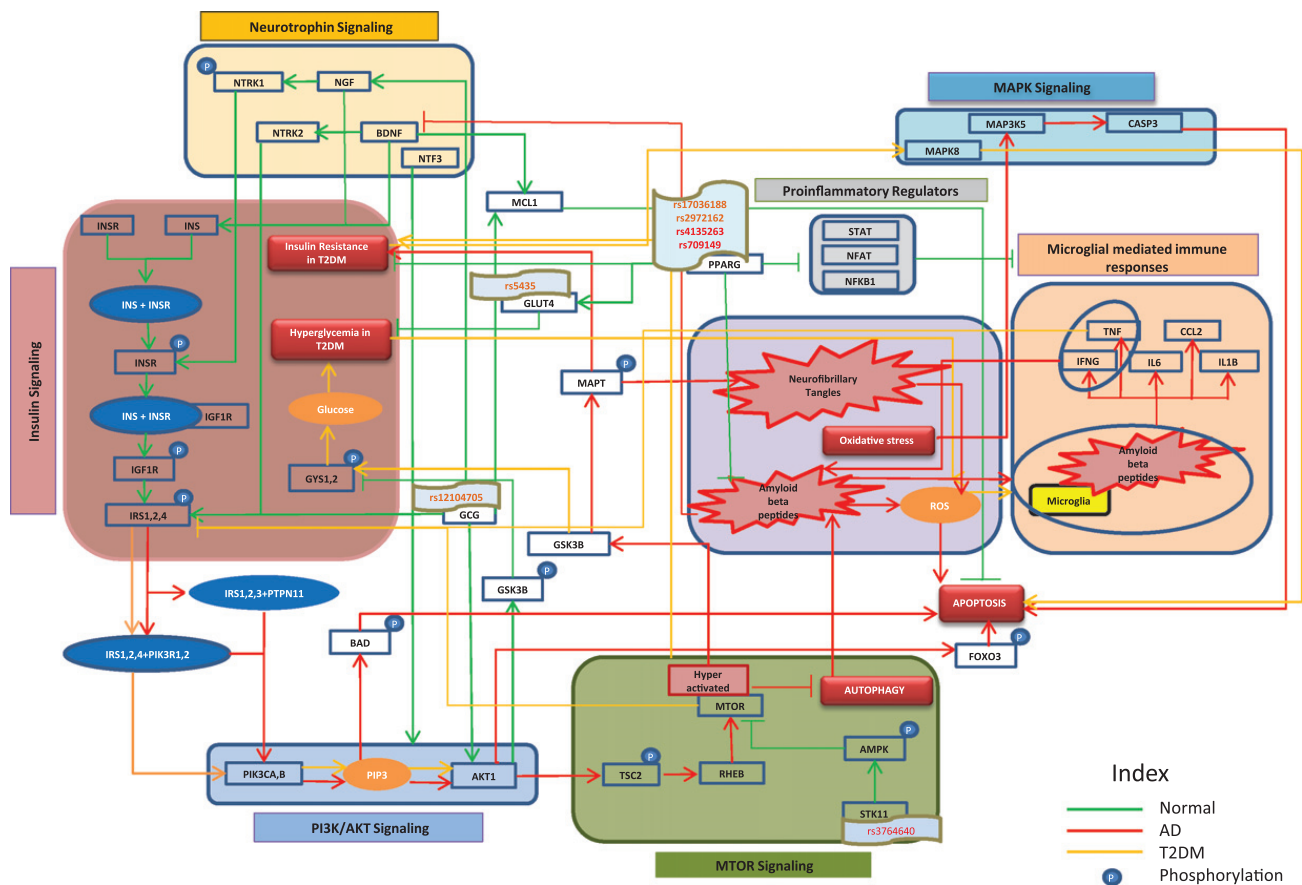 Neurotrophin Signaling
P
NTRK1
NGF
NTRK2
BDNF
NTF3
MAPK Signaling
MAP3K5
CASP3
MAPK8
MCL1
rs17036188
rs2972162
rs4135263
rs709149
PPARG
Proinflammatory Regulators
STAT
NFAT
NFKB1
Microglial mediated immune
responses
Insulin Signaling
INSR
INS
INS + INSR
P
INSR
INS + INSR
IGF1R
P
IGF1R
P
IRS1,2,4
Insulin Resistance
in T2DM
Hyperglycemia in
T2DM
Glucose
P
GYS1,2
rs5435
GLUT4
P
MAPT
rs12104705
GCG
GSK3B
P
GSK3B
Neurofibrillary
Tangles
Oxidative stress
Amyloid
beta
peptides
ROS
TNF
CCL2
IFNG
IL6
IL1B
Amyloid
beta
peptides
Microglia
IRS1,2,3+PTPN11
IRS1,2,4+PIK3R1,2
P
BAD
APOPTOSIS
P
FOXO3
PIK3CA,B
PIP3
AKT1
PI3K/AKT Signaling
Hyper
activated
MTOR
AUTOPHAGY
P
AMPK
P
TSC2
RHEB
STK11
rs3764640
MTOR Signaling
Index
Normal
AD
T2DM
P
Phosphorylation